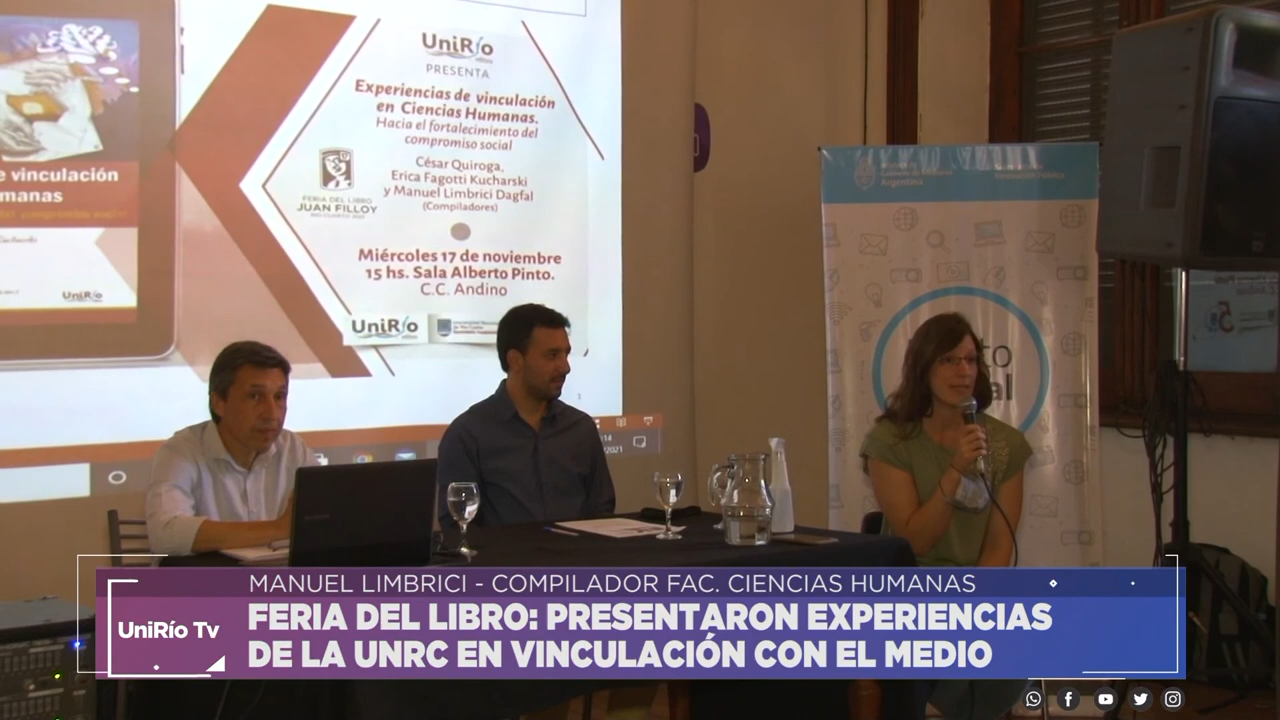 UniRío
PRESENTA
Experiencias de vinculación
en Ciencias Humanas.
Hacia el fortalecimiento del
compromiso social
César Quiroga,
Erica Fagotti Kucharski
y Manuel Limbrici Dagfal
(Compiladores)
FERIA DEL LIBRO
JUAN FILLOY
Miércoles 17 de noviembre
15 hs. Sala Alberto Pinto.
C.C. Andino
UniRío
e vinculación
manas
UniRío
Argentina
to
al
MANUEL LIMBRICI - COMPILADOR FAC. CIENCIAS HUMANAS
UniRío Tv
FERIA DEL LIBRO: PRESENTARON EXPERIENCIAS
DE LA UNRC EN VINCULACIÓN CON EL MEDIO